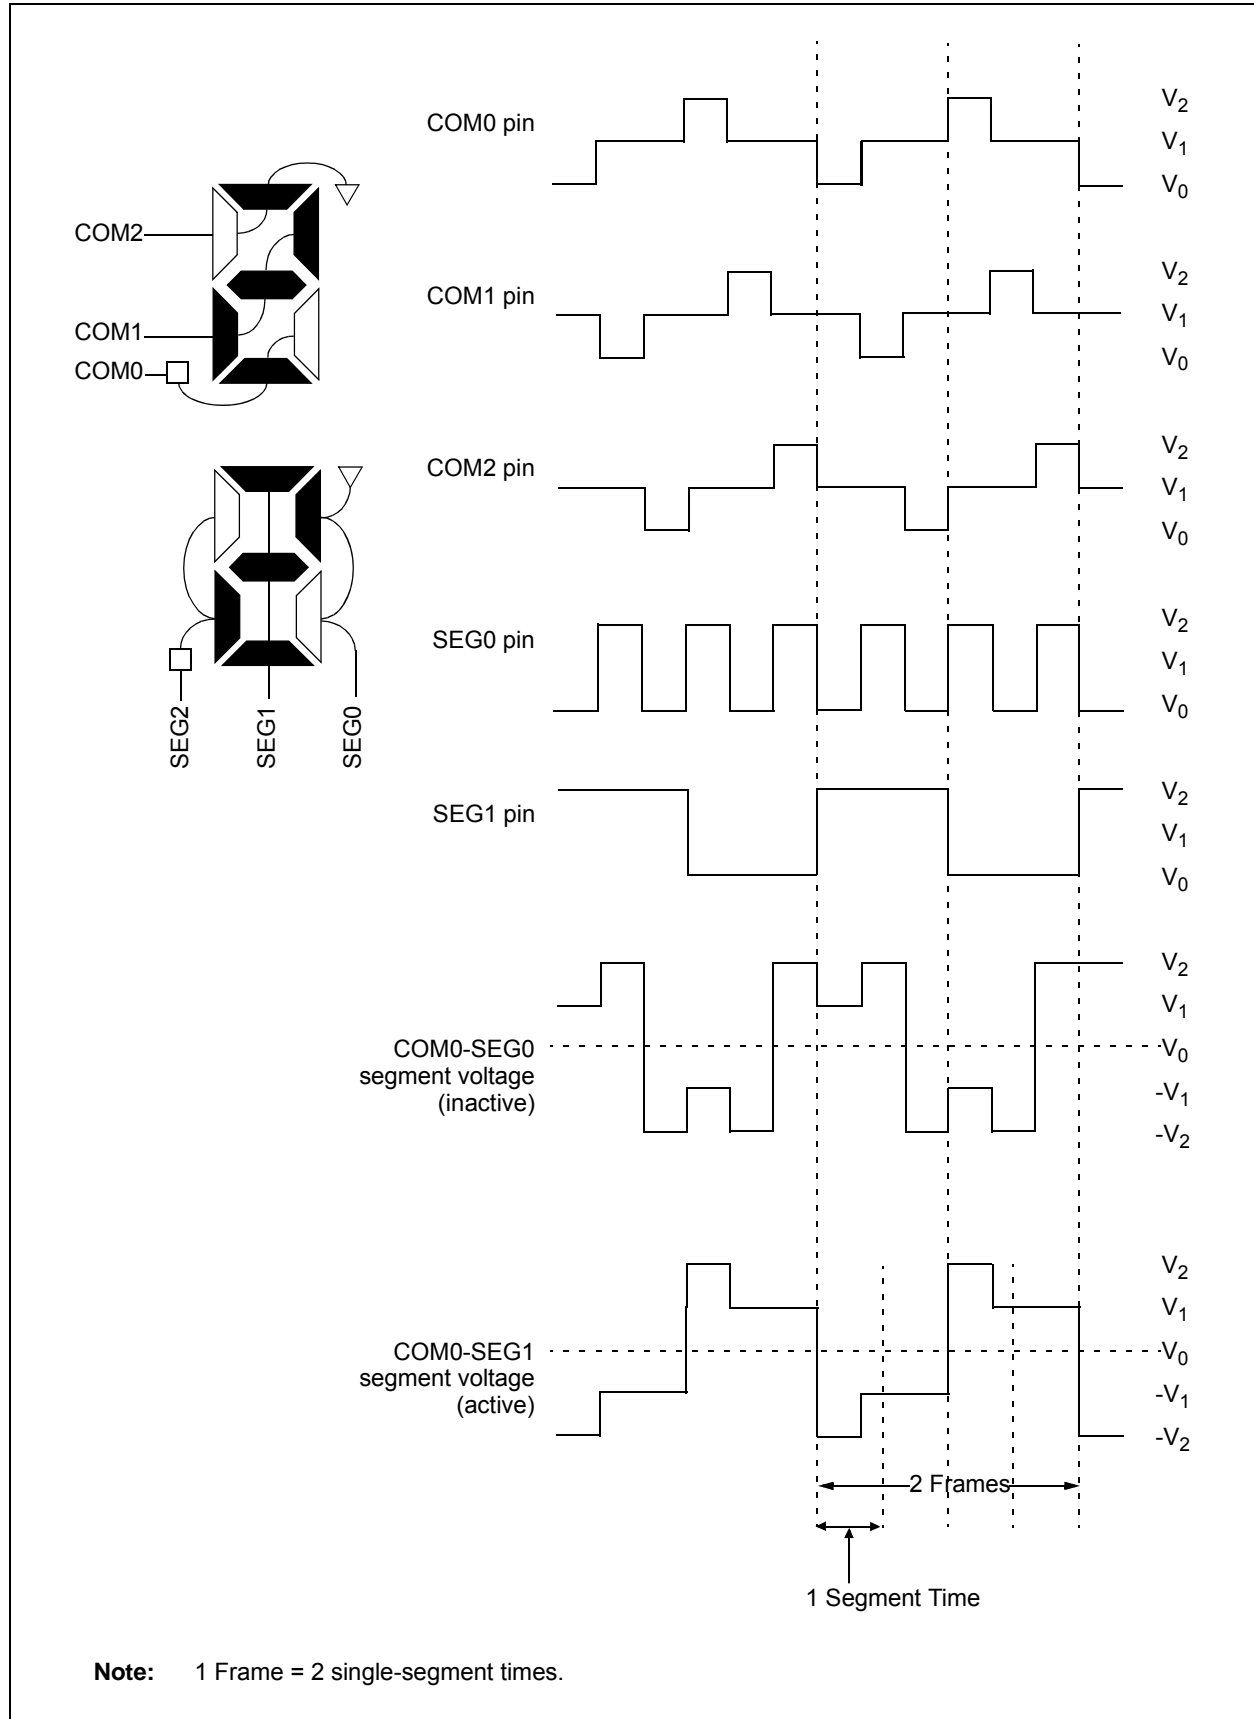 COM0 pin
V2
V1
V0
COM2
COM1
COM0
COM1 pin
V2
V1
V0
COM2 pin
V2
V1
V0
SEG2
SEG1
SEG0
SEG0 pin
V2
V1
V0
SEG1 pin
V2
V1
V0
COM0-SEG0
segment voltage
(inactive)
V2
V1
V0
-V1
-V2
COM0-SEG1
segment voltage
(active)
V2
V1
V0
-V1
-V2
2 Frames
1 Segment Time
Note: 1 Frame = 2 single-segment times.